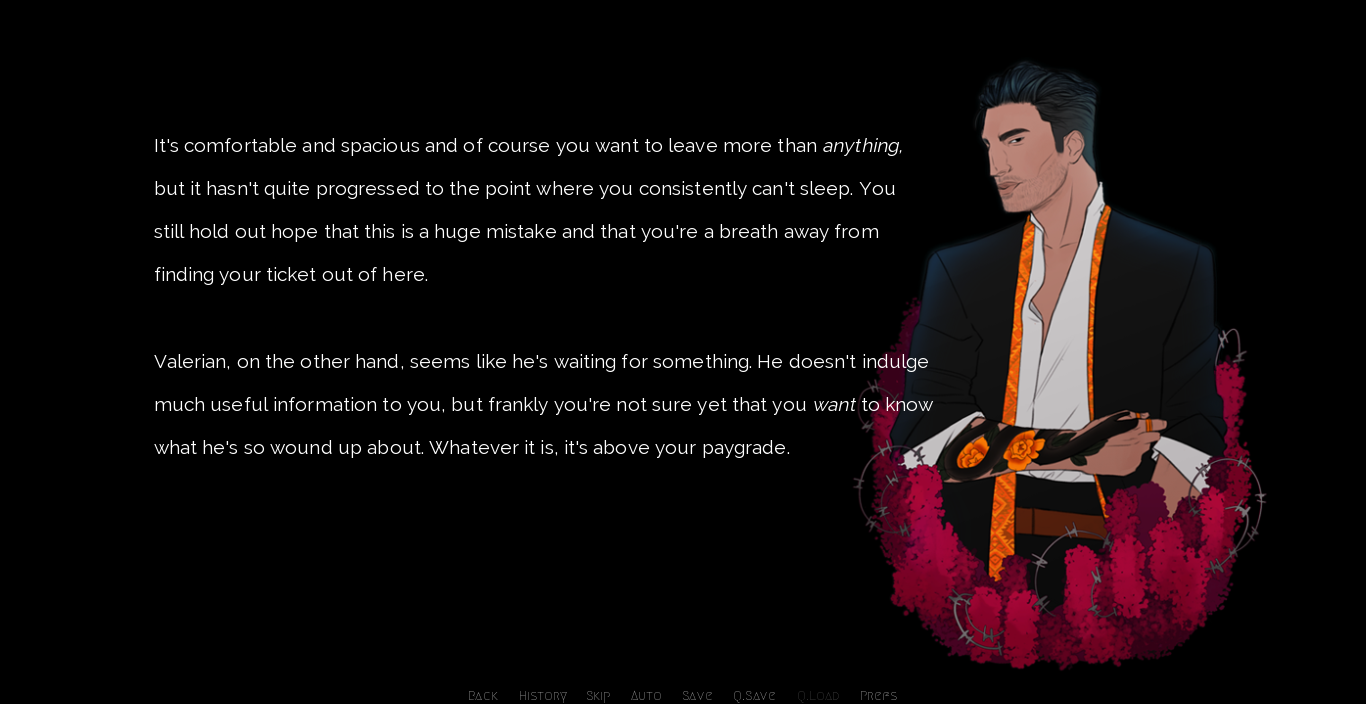 It's comfortable and spacious and of course you want to leave more than anything,
but it hasn't quite progressed to the point where you consistently can't sleep. You
still hold out hope that this is a huge mistake and that you're a breath away from
finding your ticket out of here.
Valerian, on the other hand, seems like he's waiting for something. He doesn't indulge
much useful information to you, but frankly you're not sure yet that you want to know
what he's so wound up about. Whatever it is, it's above your paygrade.
Back History Skip Auto Save Q.Save Q.Load Prefs